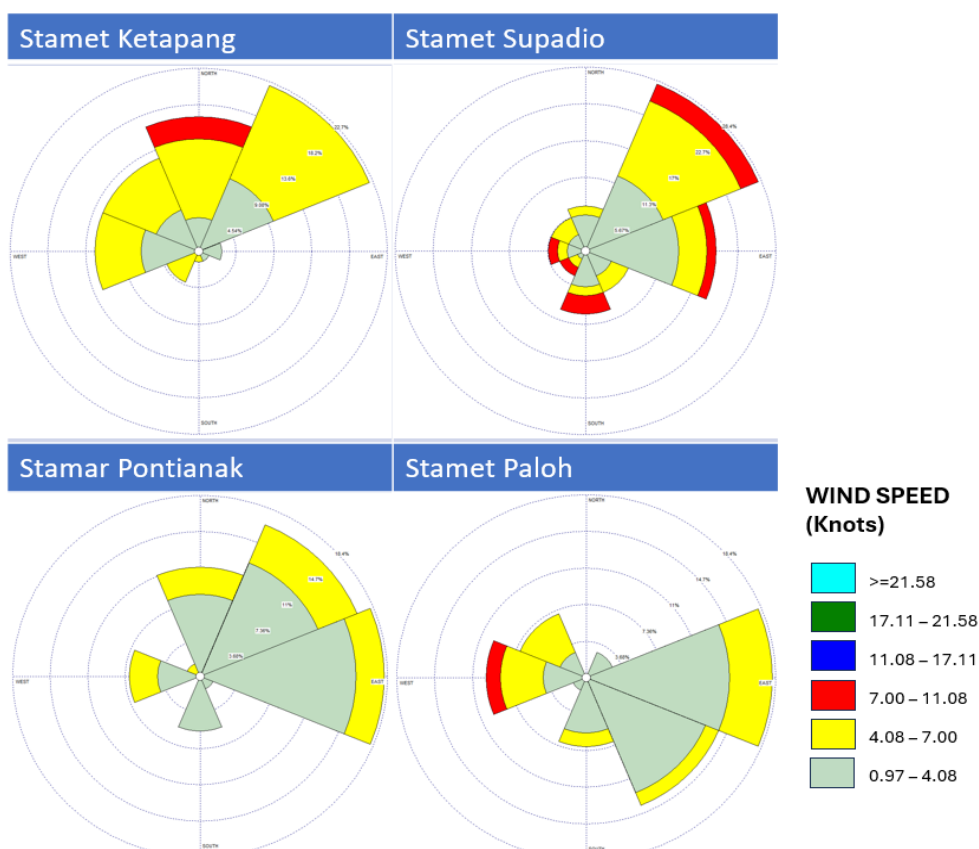 Stamet Ketapang
Stamet Supadio
NORTH
22.7%
18.2%
13.6%
9.08%
4.54%
WEST
EAST
SOUTH
NORTH
28.4%
22.7%
17%
11.3%
5.67%
WEST
EAST
SOUTH
Stamar Pontianak
Stamet Paloh
NORTH
18.4%
14.7%
11%
7.36%
3.68%
WEST
EAST
SOUTH
NORTH
18.4%
14.7%
11%
7.36%
3.68%
WEST
EAST
WIND SPEED
(Knots)
>=21.58
17.11 – 21.58
11.08 – 17.11
7.00 – 11.08
4.08 – 7.00
0.97 – 4.08